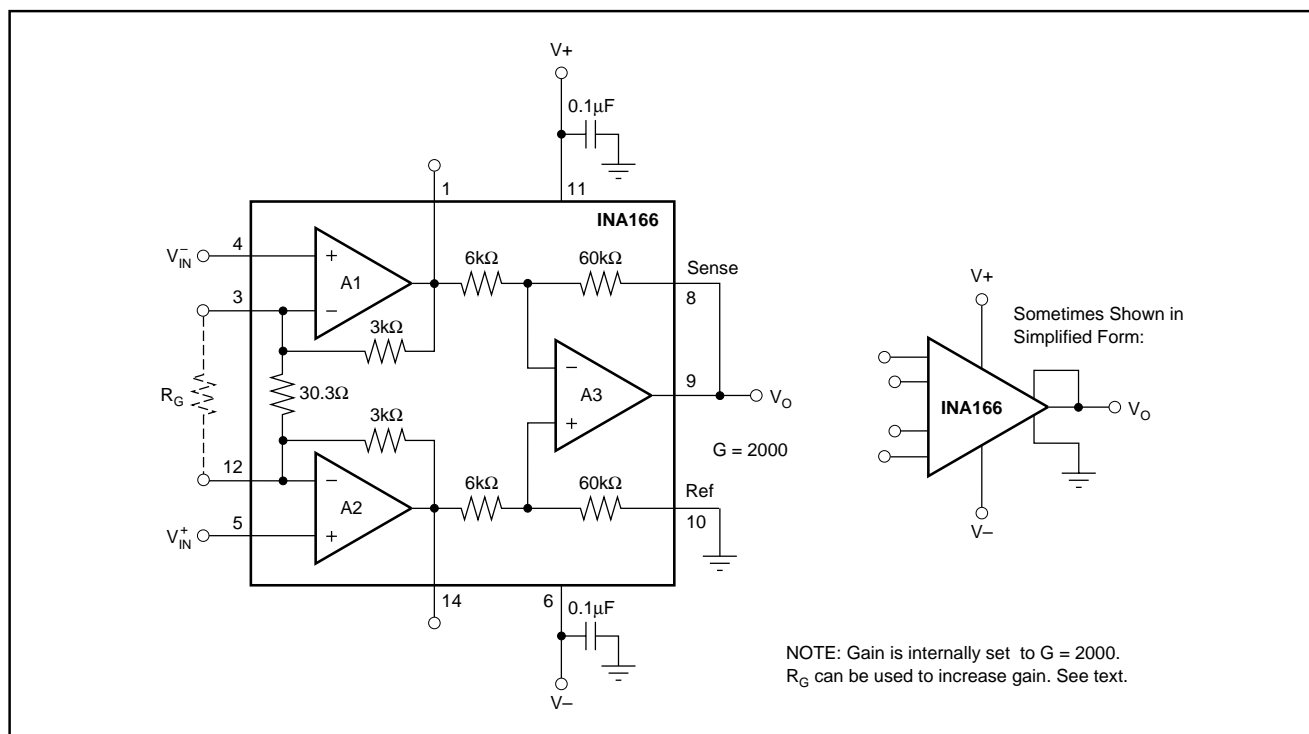 V+
0.1µF
1
11
INA166
V–IN
4
+
A1
–
6kΩ
60kΩ
Sense
8
3
3kΩ
RG
30.3Ω
–
A3
+
9
VO
G = 2000
3kΩ
12
–
A2
+
6kΩ
60kΩ
Ref
10
V+IN
5
14
6
0.1µF
V–
V+
Sometimes Shown in
Simplified Form:
INA166
VO
V–
NOTE: Gain is internally set to G = 2000.
RG can be used to increase gain. See text.